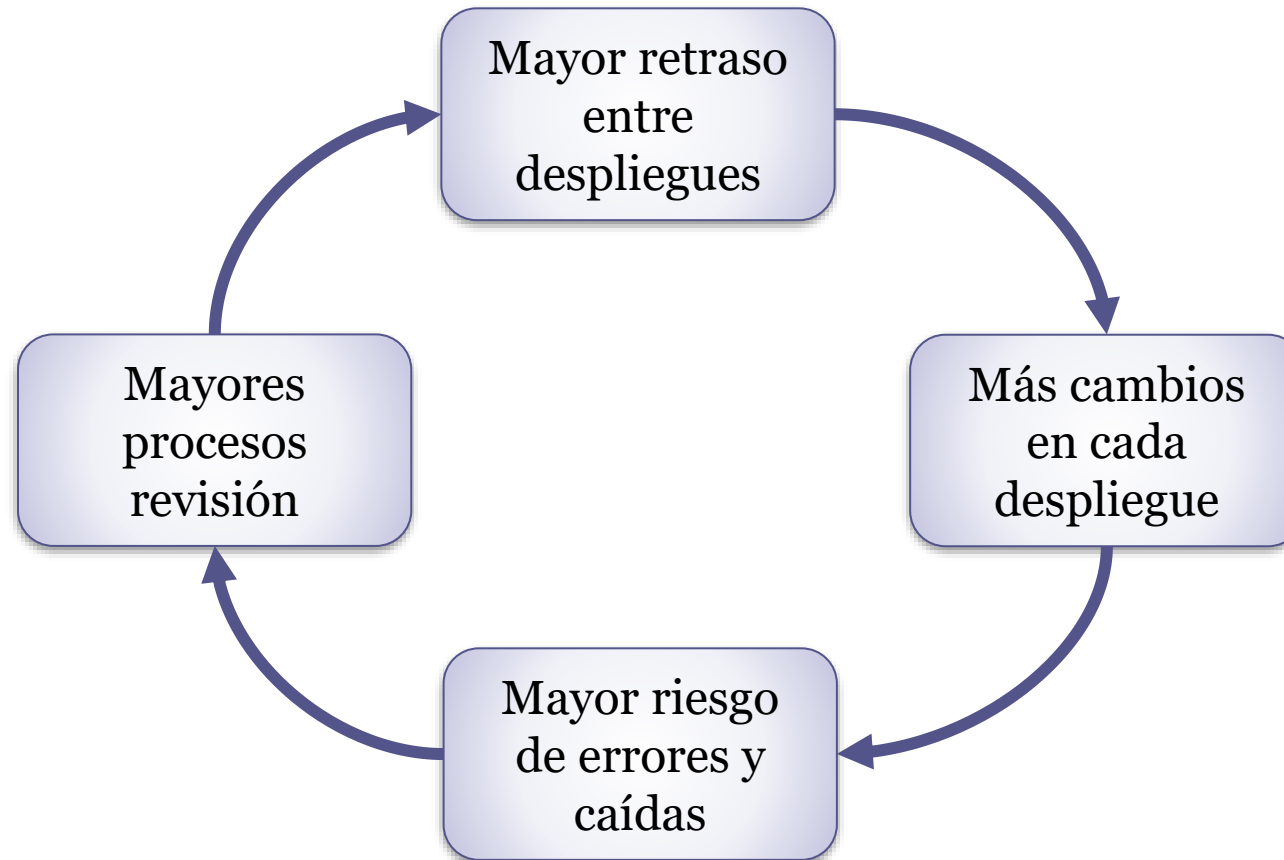 Mayor retraso
entre
despliegues
Más cambios
en cada
despliegue
Mayor riesgo
de errores y
caídas
Mayores
procesos
revisión